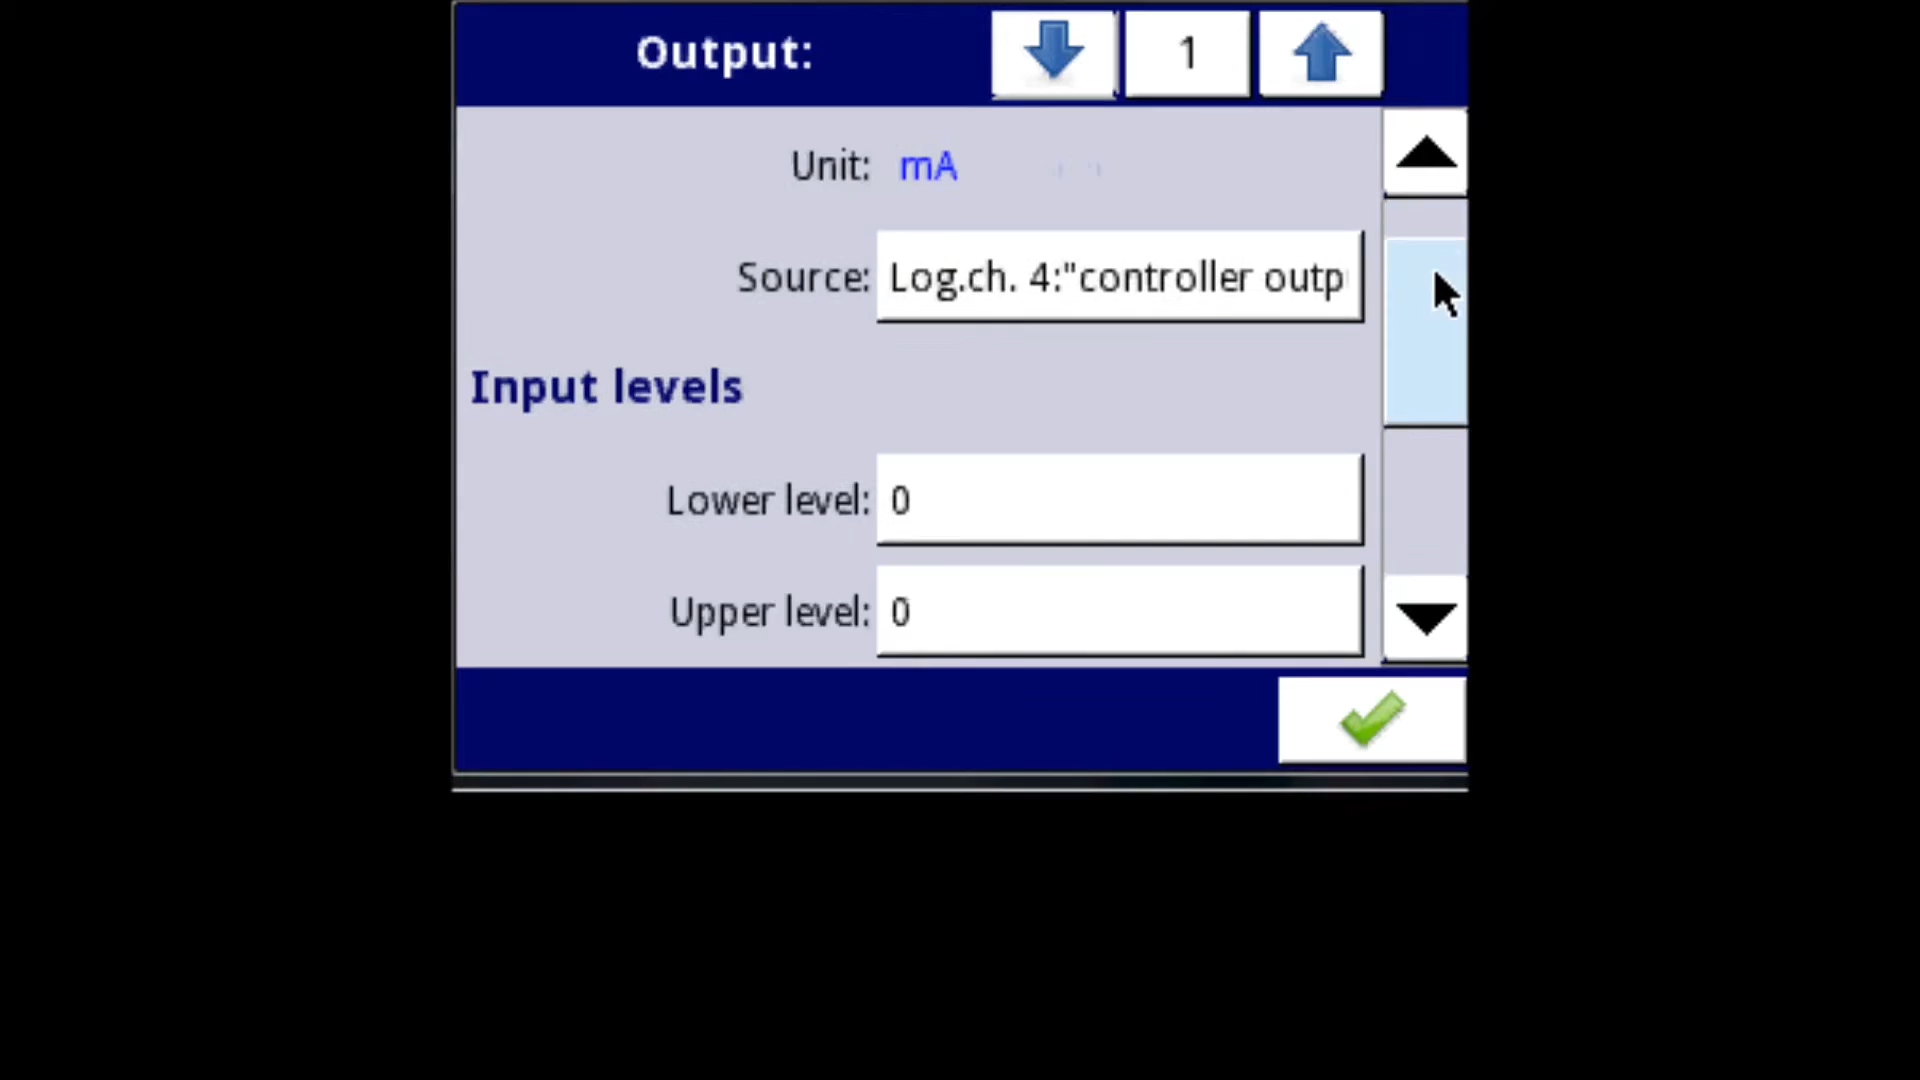 Output: 1
Unit: mA
Source: Log.ch. 4:"controller outp
Input levels
Lower level: 0
Upper level: 0